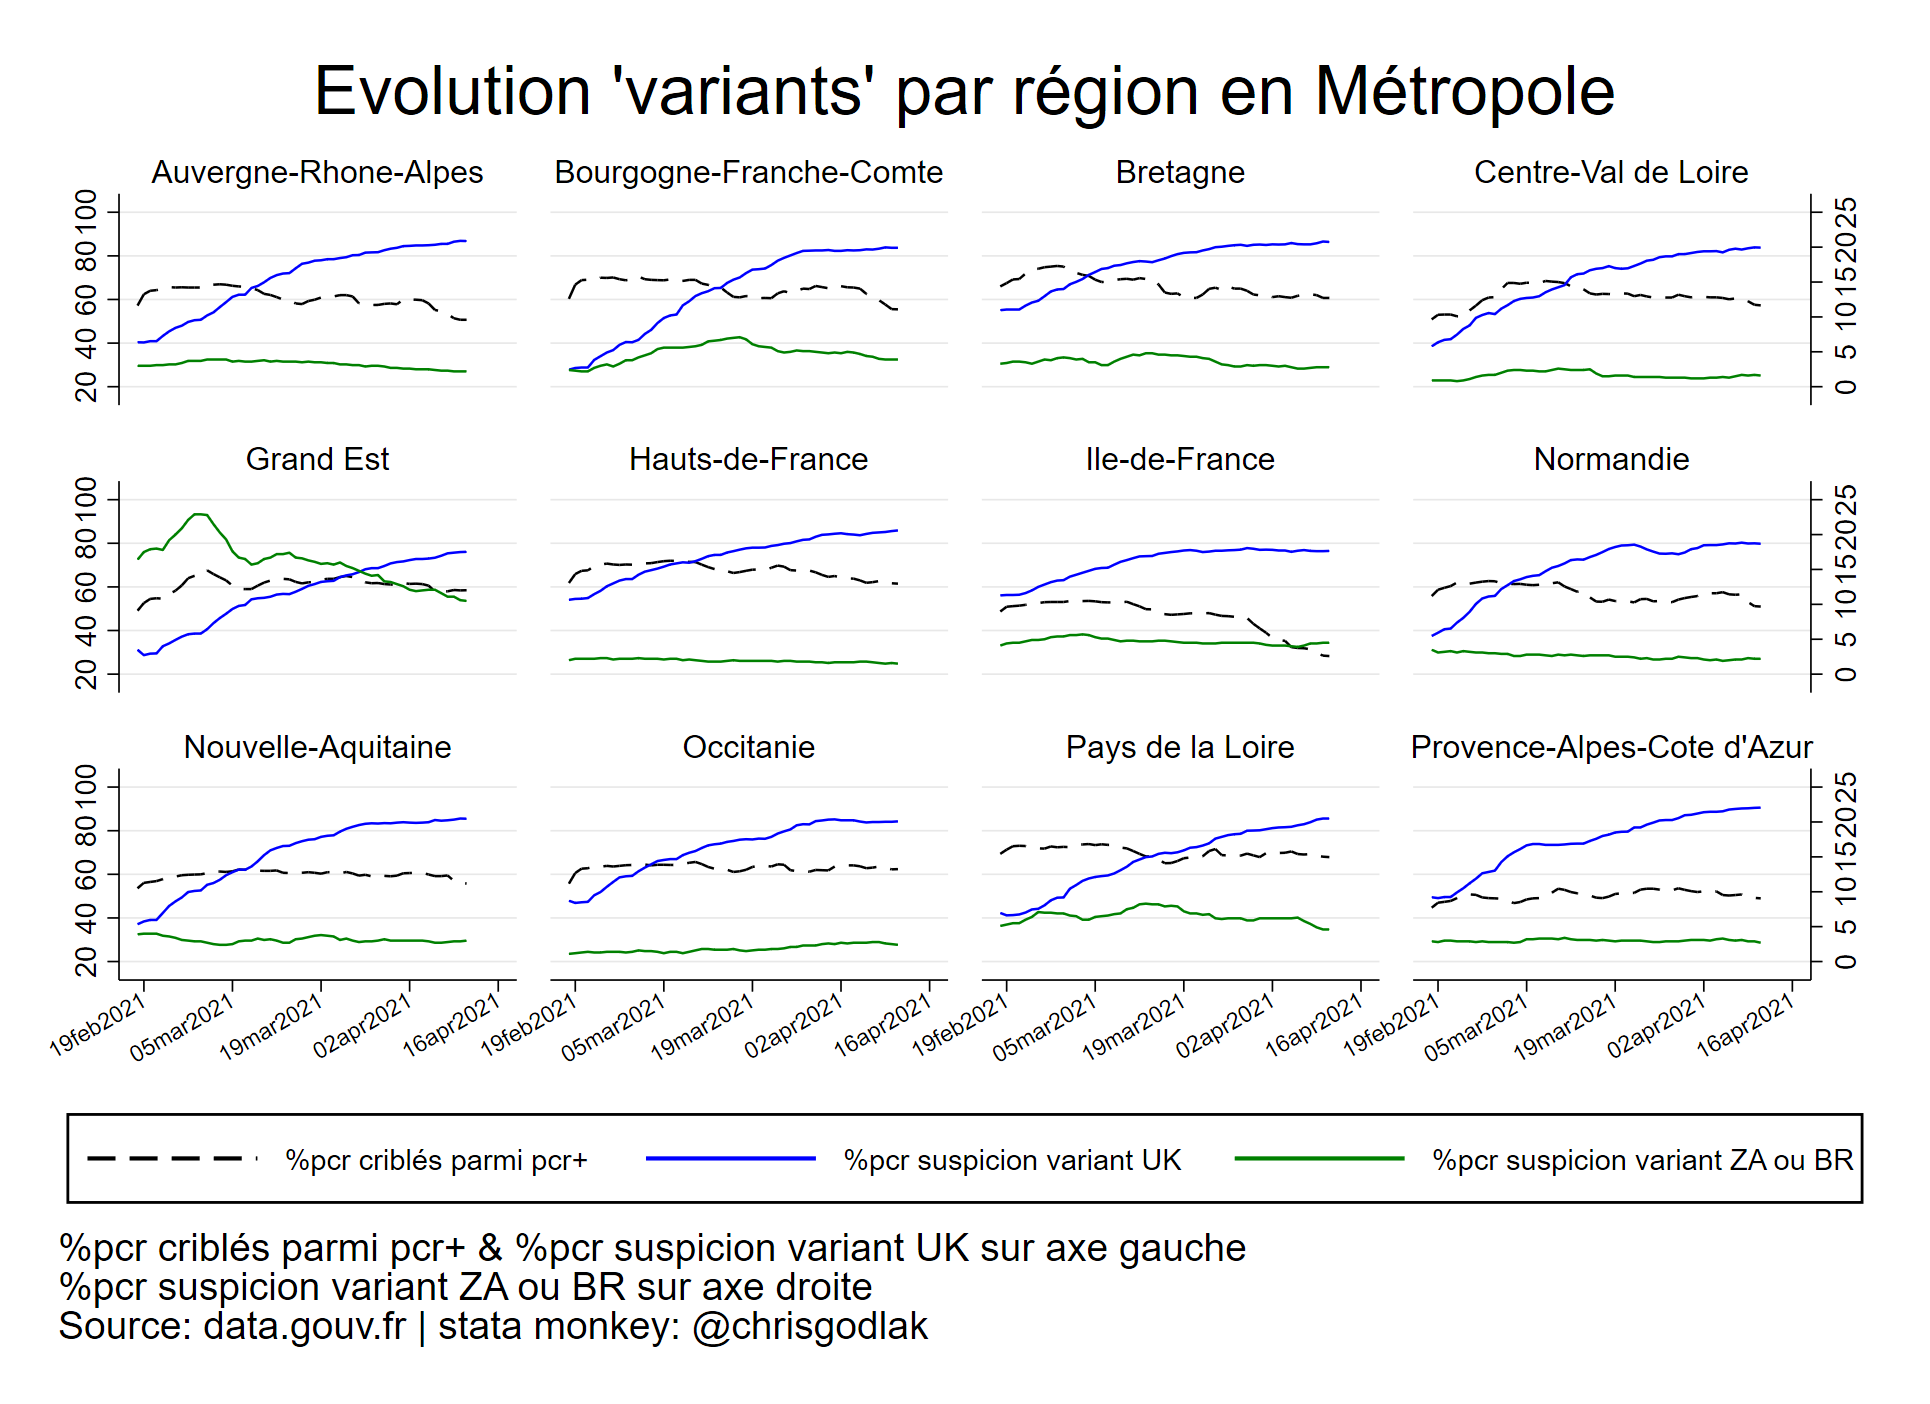 Evolution 'variants' par région en Métropole
Auvergne-Rhone-Alpes
Bourgogne-Franche-Comte
Bretagne
Centre-Val de Loire
100
80
60
40
20
25
20
15
10
5
0
Grand Est
Hauts-de-France
Ile-de-France
Normandie
100
80
60
40
20
25
20
15
10
5
0
Nouvelle-Aquitaine
Occitanie
Pays de la Loire
Provence-Alpes-Cote d'Azur
100
80
60
40
20
25
20
15
10
5
0
19feb2021
05mar2021
19mar2021
02apr2021
16apr2021
19feb2021
05mar2021
19mar2021
02apr2021
16apr2021
19feb2021
05mar2021
19mar2021
02apr2021
16apr2021
19feb2021
05mar2021
19mar2021
02apr2021
16apr2021
%pcr criblés parmi pcr+
%pcr suspicion variant UK
%pcr suspicion variant ZA ou BR
%pcr criblés parmi pcr+ & %pcr suspicion variant UK sur axe gauche
%pcr suspicion variant ZA ou BR sur axe droite
Source: data.gouv.fr | stata monkey: @chrisgodlak